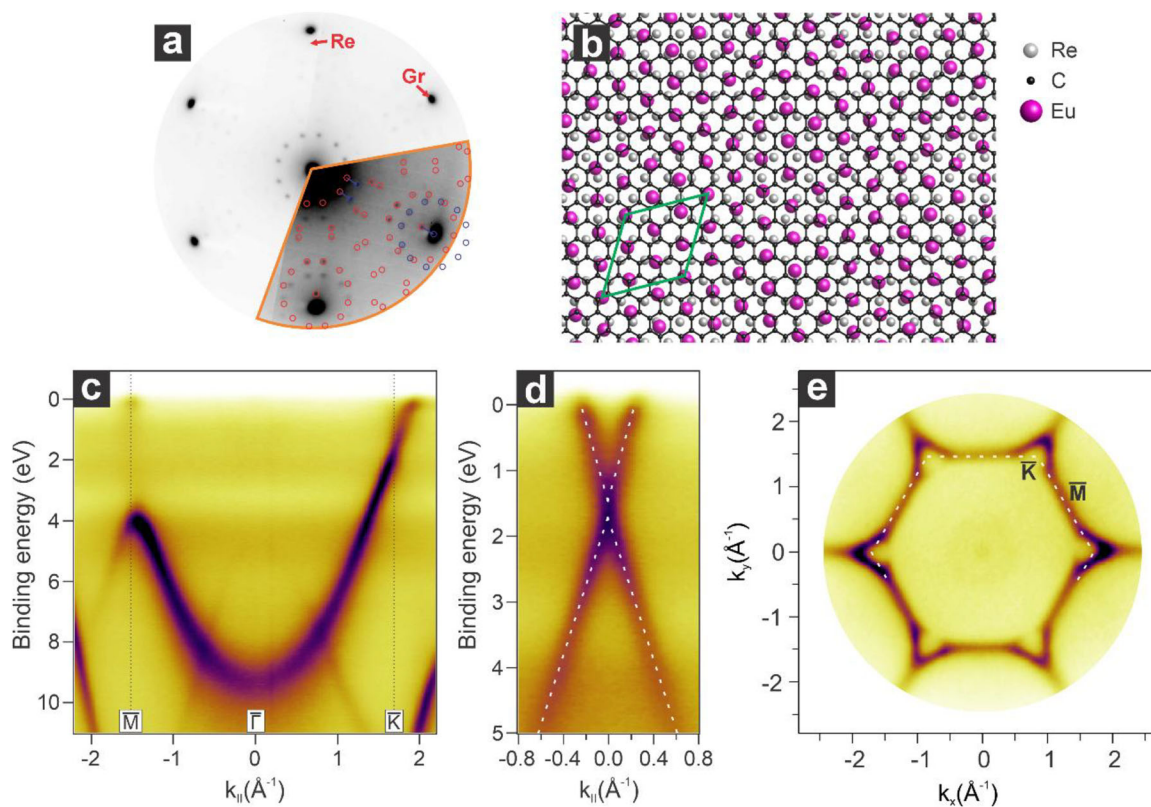 a
Re
Gr
b
Re
C
Eu
c
0
2
4
6
8
10
Binding energy (eV)
M̅
Γ̅
K̅
-2
-1
0
1
2
k||(Å⁻¹)
d
0
1
2
3
4
5
Binding energy (eV)
-0.8
-0.4
0.0
0.4
0.8
k||(Å⁻¹)
e
2
1
0
-1
-2
ky(Å⁻¹)
K̅
M̅
-2
-1
0
1
2
kx(Å⁻¹)